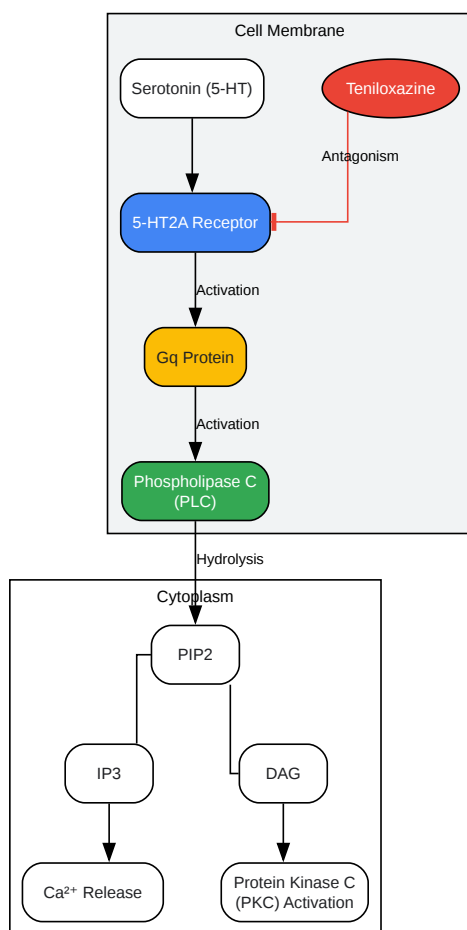 Cell Membrane
Serotonin (5-HT)
Teniloxazine
Antagonism
5-HT2A Receptor
Activation
Gq Protein
Activation
Phospholipase C
(PLC)
Hydrolysis
Cytoplasm
PIP2
IP3
DAG
Ca²⁺ Release
Protein Kinase C
(PKC) Activation